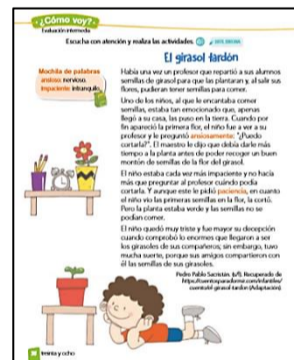 ¿Cómo voy?
Evaluación intermedia
Escucha con atención y realiza las actividades.
El girasol tardón
Mochila de palabras
ansioso: nervioso.
impaciente: intranquilo.
Había una vez un profesor que repartió a sus alumnos
semillas de girasol para que las plantaran y, al salir sus
flores, pudieran tener semillas para comer.
Uno de los niños, al que le encantaba comer
semillas, estaba tan emocionado que, apenas
llegó a su casa, las puso en la tierra. Cuando por
fin apareció la primera flor, el niño fue a ver a su
profesor y le preguntó ansiosamente: "¿Puedo
cortarla?". El maestro le dijo que debía darle más
tiempo a la planta antes de poder recoger un buen
montón de semillas de la flor del girasol.
El niño estaba cada vez más impaciente y no hacía
más que preguntar al profesor cuándo podía
cortarla. Y aunque este le pidió paciencia, en cuanto
el niño vio las primeras semillas en la flor, la cortó.
Pero la planta estaba verde y las semillas no se
podían comer.
El niño quedó muy triste y fue mayor su decepción
cuando comprobó lo enormes que llegaron a ser
los girasoles de sus compañeros; sin embargo, tuvo
mucha suerte, porque sus amigos compartieron con
él las semillas de sus girasoles.
Pedro Pablo Sacristán. (s/f). Recuperado de
(Adaptación)
treinta y ocho